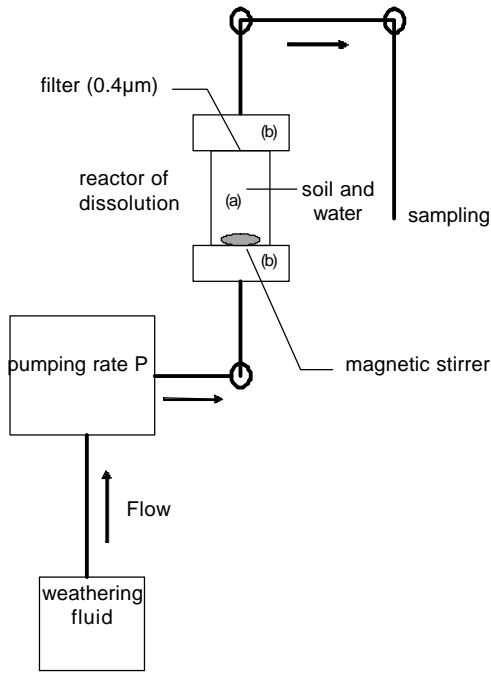 filter (0.4µm)
(b)
reactor of
dissolution
(a)
soil and
water
sampling
(b)
pumping rate P
magnetic stirrer
Flow
weathering
fluid